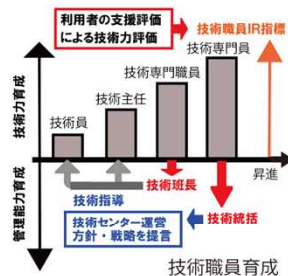 利用者の支援評価
による技術力評価
技術職員IR指標
技術専門員
技術専門職員
技術主任
技術員
技術力育成
管理能力育成
昇進
技術指導
技術班長
技術統括
技術センター運営
方針・戦略を提言
技術職員育成